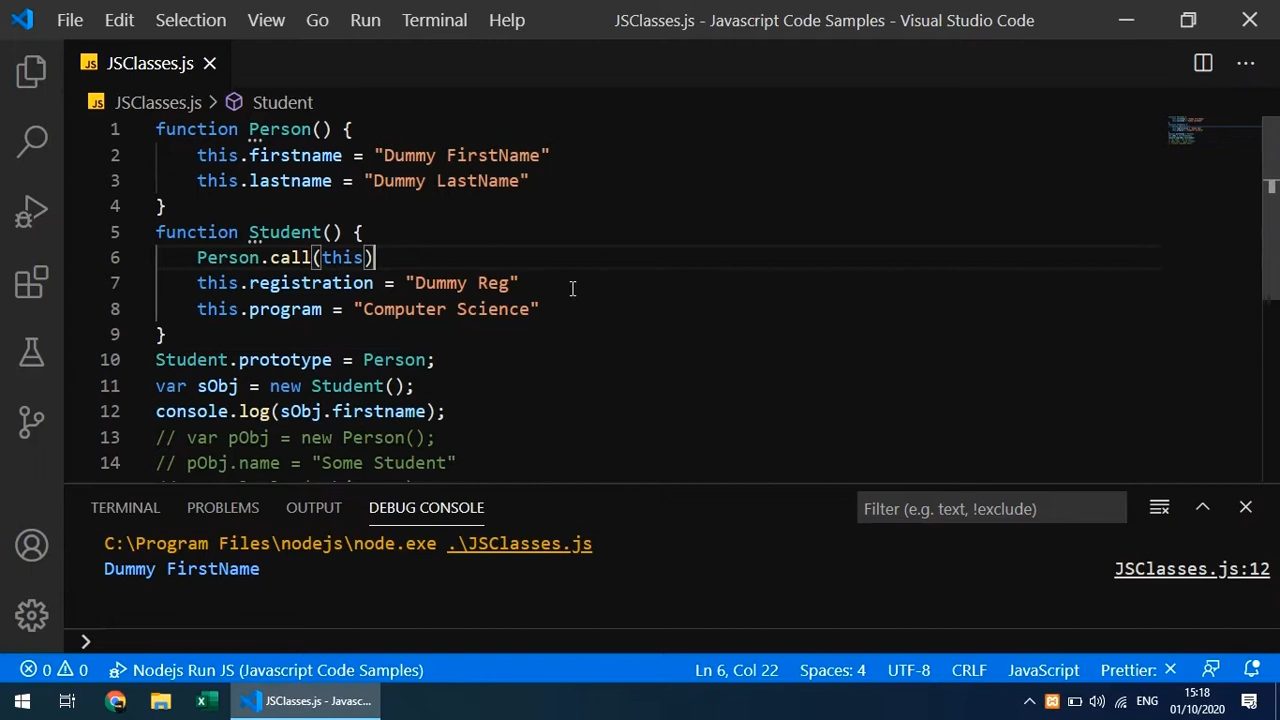 File Edit Selection View Go Run Terminal Help JSClasses.js - Javascript Code Samples - Visual Studio Code
JS JSClasses.js
JS JSClasses.js > Student
1 function Person() {
2     this.firstname = "Dummy FirstName"
3     this.lastname = "Dummy LastName"
4 }
5 function Student() {
6     Person.call(this)
7     this.registration = "Dummy Reg"
8     this.program = "Computer Science"
9 }
10 Student.prototype = Person;
11 var sObj = new Student();
12 console.log(sObj.firstname);
13 // var pObj = new Person();
14 // pObj.name = "Some Student"
TERMINAL PROBLEMS OUTPUT DEBUG CONSOLE Filter (e.g. text, !exclude)
C:\Program Files\nodejs\node.exe .\JSClasses.js
Dummy FirstName JSClasses.js:12
>
0 0 Nodejs Run JS (Javascript Code Samples) Ln 6, Col 22 Spaces: 4 UTF-8 CRLF JavaScript Prettier: ×
JSClasses.js - Javasc... ENG 15:18
01/10/2020